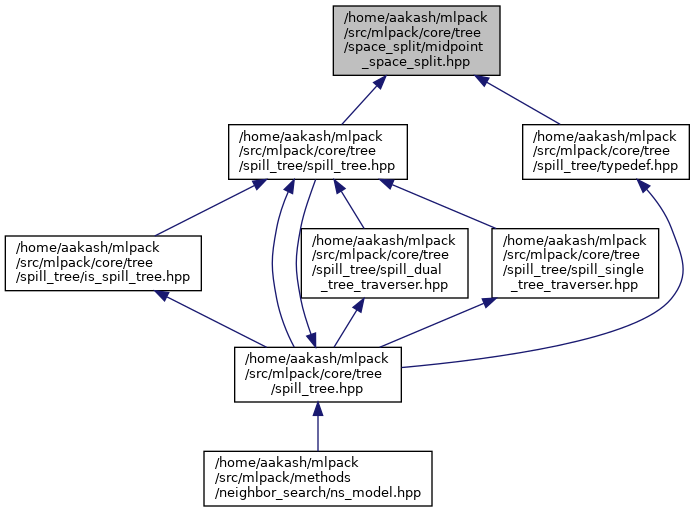 /home/aakash/mlpack
/src/mlpack/core/tree
/space_split/midpoint
_space_split.hpp
/home/aakash/mlpack
/src/mlpack/core/tree
/spill_tree/spill_tree.hpp
/home/aakash/mlpack
/src/mlpack/core/tree
/spill_tree/typedef.hpp
/home/aakash/mlpack
/src/mlpack/core/tree
/spill_tree/is_spill_tree.hpp
/home/aakash/mlpack
/src/mlpack/core/tree
/spill_tree/spill_dual
_tree_traverser.hpp
/home/aakash/mlpack
/src/mlpack/core/tree
/spill_tree/spill_single
_tree_traverser.hpp
/home/aakash/mlpack
/src/mlpack/core/tree
/spill_tree.hpp
/home/aakash/mlpack
/src/mlpack/methods
/neighbor_search/ns_model.hpp